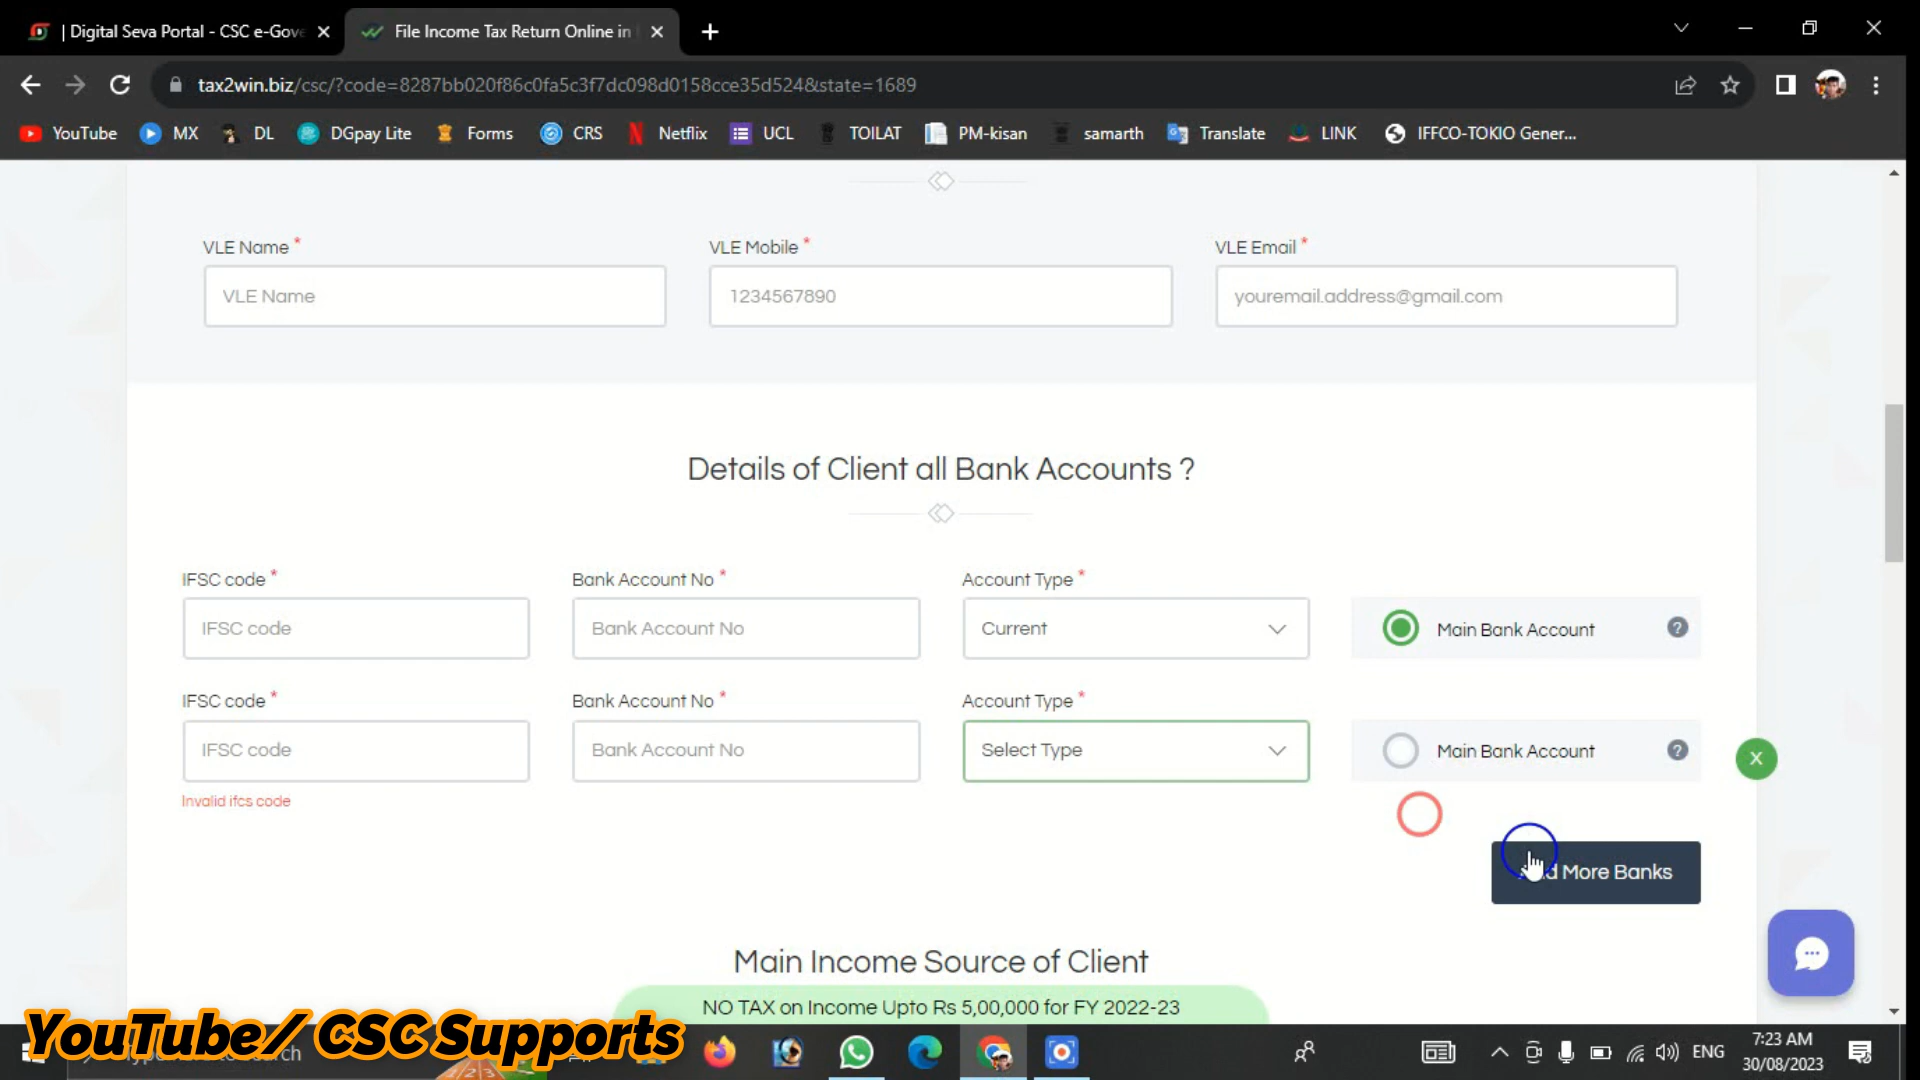 | Digital Seva Portal - CSC e-Gove
File Income Tax Return Online in
tax2win.biz/csc/?code=8287bb020f86c0fa5c3f7dc098d0158cce35d524&state=1689
YouTube MX DL DGpay Lite Forms CRS Netflix UCL TOILAT PM-kisan samarth Translate LINK IFFCO-TOKIO Gener...
VLE Name * VLE Mobile * VLE Email *
VLE Name 1234567890 youremail.address@gmail.com
Details of Client all Bank Accounts ?
IFSC code * Bank Account No * Account Type *
IFSC code Bank Account No Current Main Bank Account ?
IFSC code * Bank Account No * Account Type *
IFSC code Bank Account No Select Type Main Bank Account ? X
Invalid ifcs code
More Banks
Main Income Source of Client
NO TAX on Income Upto Rs 5,00,000 for FY 2022-23
YouTube/ CSC Supports
ENG
7:23 AM
30/08/2023